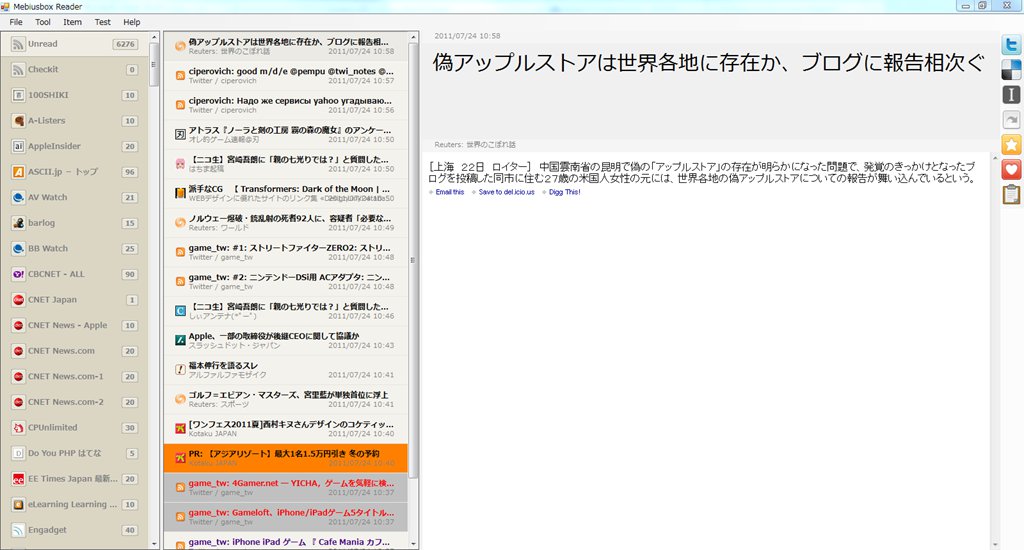 Mebiusbox Reader
File Tool Item Test Help
Unread 6276
Checkit 0
100SHIKI 10
A-Listers 10
AppleInsider 20
ASCII.jp − トップ 96
AV Watch 21
barlog 15
BB Watch 26
CBCNET - ALL 90
CNET Japan 1
CNET News - Apple 10
CNET News.com 20
CNET News.com-1 20
CNET News.com-2 20
CPUnlimited 30
Do You PHP はてな 5
EE Times Japan 最新... 20
eLearning Learning ... 10
Engadget 40
偽アップルストアは世界各地に存在か、ブログに報告相...
Reuters: 世界のこぼれ話 2011/07/24 10:58
ciperovich: good m/d/e @pempu @twi_notes @...
Twitter / ciperovich 2011/07/24 10:57
ciperovich: Надо же сервисы yahoo угадываю...
Twitter / ciperovich 2011/07/24 10:56
アトラス『ノーラと刻の工房 霧の森の魔女』のアンケー...
オレ的ゲーム速報@刃 2011/07/24 10:50
【ニコ生】宮崎吾朗に「親の七光りでは？」と質問した...
はちま起稿 2011/07/24 10:50
派手なCG 【 Transformers: Dark of the Moon | ...
WEBデザインに優れたサイトのリンク集 2011/07/24 10:50
ノルウェー爆破・銃乱射の死者92人に、容疑者「必要な...
Reuters: ワールド 2011/07/24 10:49
game_tw: #1: ストリートファイターZERO2: ストリ...
Twitter / game_tw 2011/07/24 10:48
game_tw: #2: ニンテンドーDSi用 ACアダプタ: ニン...
Twitter / game_tw 2011/07/24 10:48
【ニコ生】宮崎吾朗に「親の七光りでは？」と質問した...
しぃアンテナ(*ﾟーﾟ) 2011/07/24 10:46
Apple、一部の取締役が後継CEOに関して協議か
スラッシュドット・ジャパン 2011/07/24 10:43
福本伸行を語るスレ
アルファルファモザイク 2011/07/24 10:41
ゴルフ＝エビアン・マスターズ、宮里藍が単独首位に浮上
Reuters: スポーツ 2011/07/24 10:41
[ワンフェス2011夏]西村キヌさんデザインのコケティッ...
Kotaku JAPAN 2011/07/24 10:40
PR: 【アジアリゾート】最大1名1.5万円引き 冬の予約
Kotaku JAPAN 2011/07/24 10:40
game_tw: 4Gamer.net ― YICHA，ゲームを気軽に検...
Twitter / game_tw 2011/07/24 10:37
game_tw: Gameloft、iPhone/iPadゲーム5タイトル...
Twitter / game_tw 2011/07/24 10:37
game_tw: iPhone iPad ゲーム 『 Cafe Mania カフ...
2011/07/24 10:58
偽アップルストアは世界各地に存在か、ブログに報告相次ぐ
Reuters: 世界のこぼれ話
[上海 ２２日 ロイター] 中国雲南省の昆明で偽の「アップルストア」の存在が明らかになった問題で、発覚のきっかけとなったブ
ログを投稿した同市に住む２７歳の米国人女性の元には、世界各地の偽アップルストアについての報告が舞い込んでいるという。
Email this Save to del.icio.us Digg This!